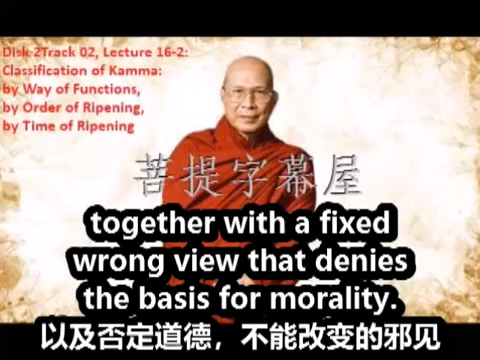 Disk 2Track 02, Lecture 16-2:
Classification of Kamma:
by Way of Functions,
by Order of Ripening,
by Time of Ripening
菩提字幕屋
together with a fixed
wrong view that denies
the basis for morality.
以及否定道德，不能改变的邪见